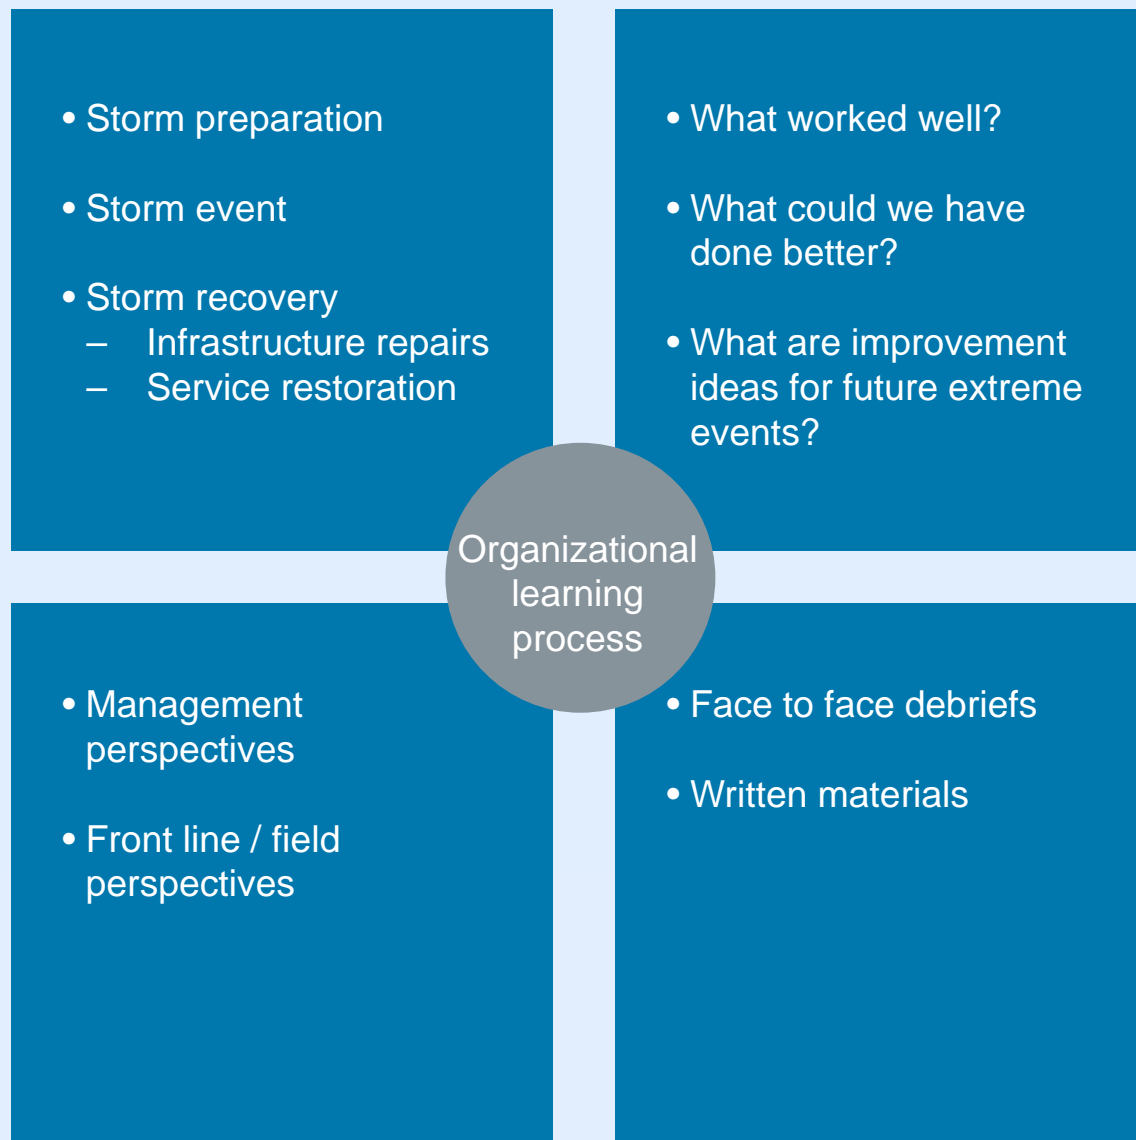 • Storm preparation
• Storm event
• Storm recovery
– Infrastructure repairs
– Service restoration
• What worked well?
• What could we have
done better?
• What are improvement
ideas for future extreme
events?
Organizational
learning
process
• Management
perspectives
• Front line / field
perspectives
• Face to face debriefs
• Written materials